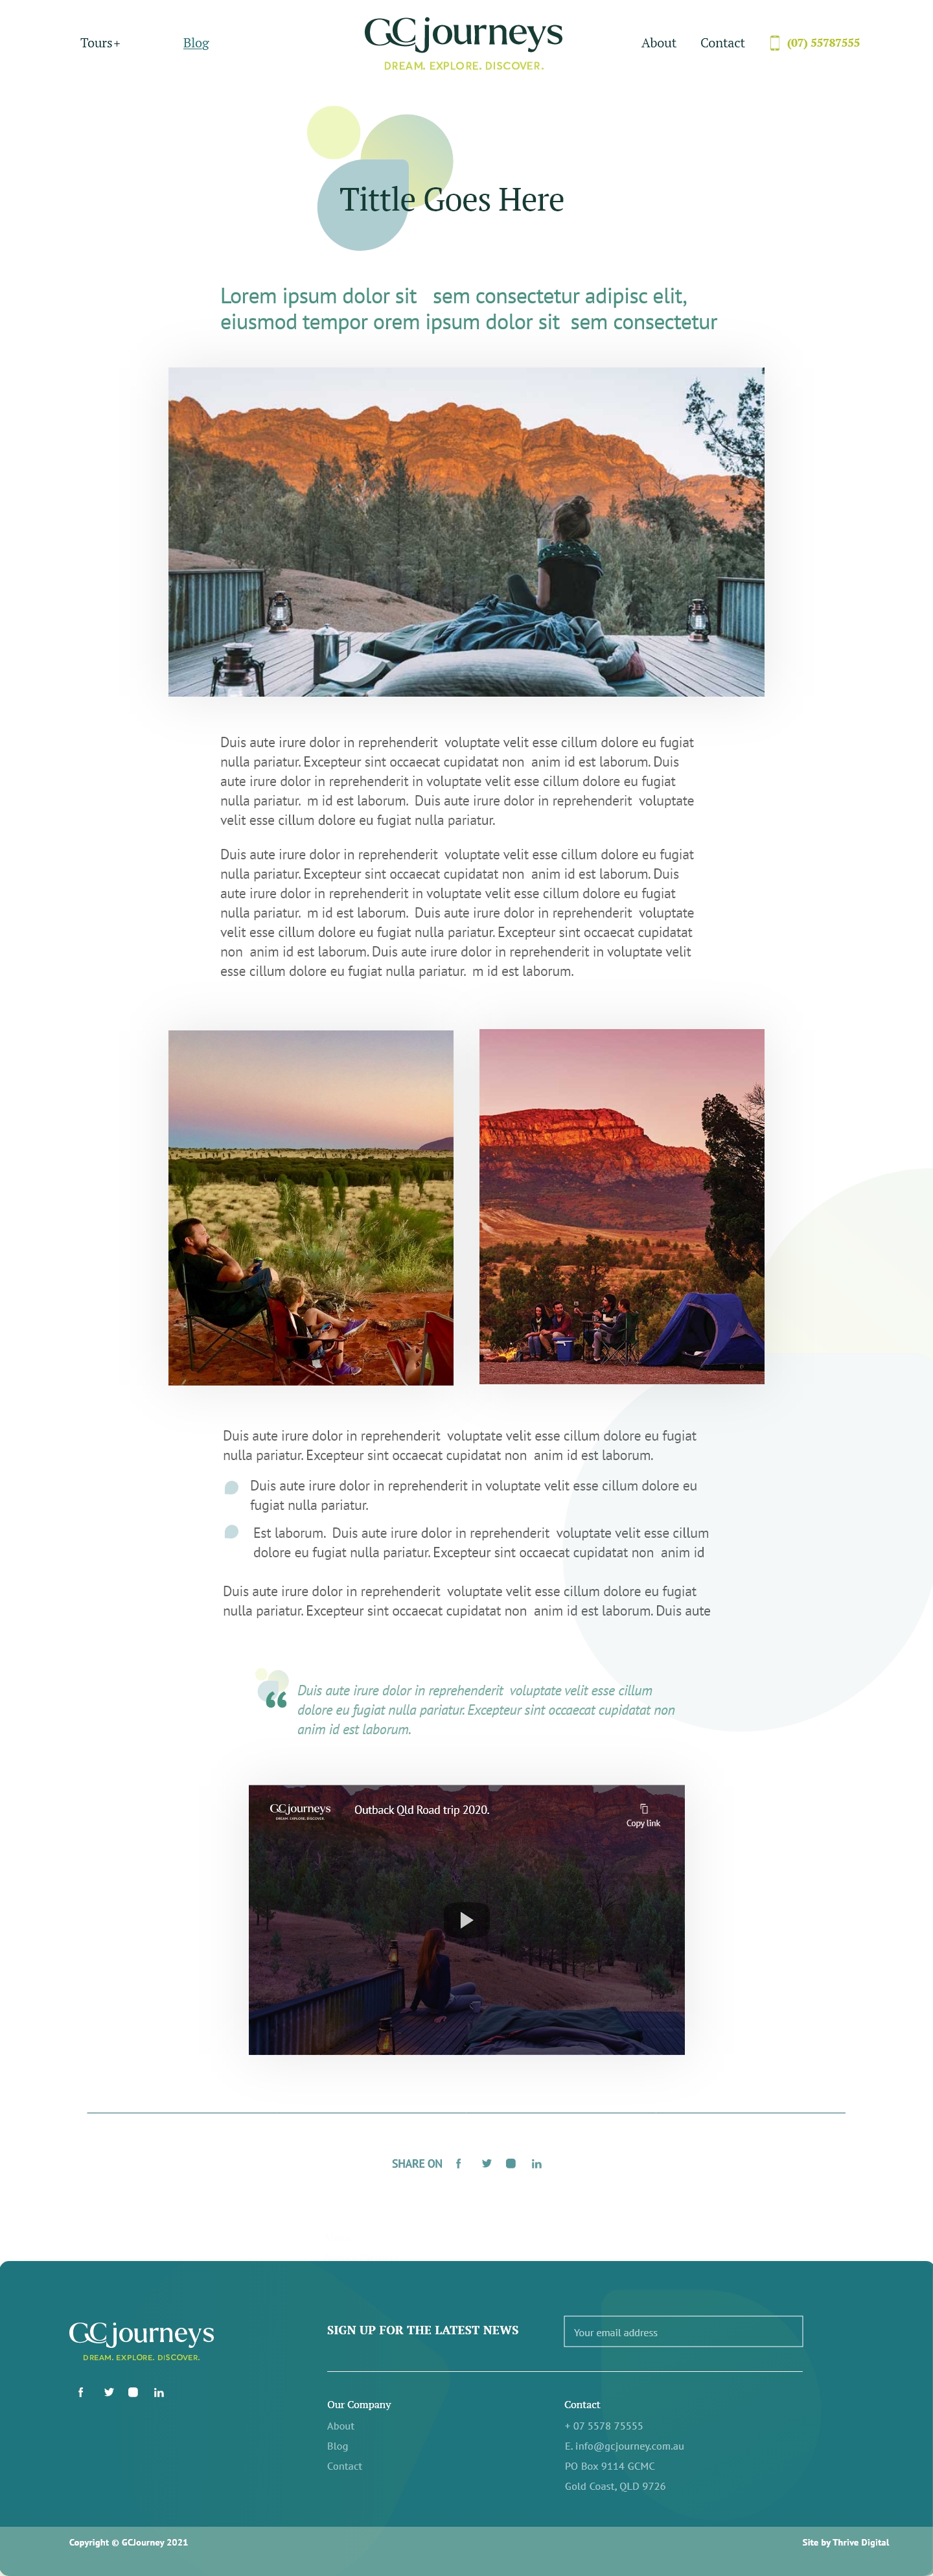 Tours+
Blog
GCjourneys
DREAM. EXPLORE. DISCOVER.
About
Contact
(07) 55787555
Tittle Goes Here
Lorem ipsum dolor sit sem consectetur adipisc elit,
eiusmod tempor orem ipsum dolor sit sem consectetur
Duis aute irure dolor in reprehenderit voluptate velit esse cillum dolore eu fugiat
nulla pariatur. Excepteur sint occaecat cupidatat non anim id est laborum. Duis
aute irure dolor in reprehenderit in voluptate velit esse cillum dolore eu fugiat
nulla pariatur. m id est laborum. Duis aute irure dolor in reprehenderit voluptate
velit esse cillum dolore eu fugiat nulla pariatur.
Duis aute irure dolor in reprehenderit voluptate velit esse cillum dolore eu fugiat
nulla pariatur. Excepteur sint occaecat cupidatat non anim id est laborum. Duis
aute irure dolor in reprehenderit in voluptate velit esse cillum dolore eu fugiat
nulla pariatur. m id est laborum. Duis aute irure dolor in reprehenderit voluptate
velit esse cillum dolore eu fugiat nulla pariatur. Excepteur sint occaecat cupidatat
non anim id est laborum. Duis aute irure dolor in reprehenderit in voluptate velit
esse cillum dolore eu fugiat nulla pariatur. m id est laborum.
Duis aute irure dolor in reprehenderit voluptate velit esse cillum dolore eu fugiat
nulla pariatur. Excepteur sint occaecat cupidatat non anim id est laborum.
Duis aute irure dolor in reprehenderit in voluptate velit esse cillum dolore eu
fugiat nulla pariatur.
Est laborum. Duis aute irure dolor in reprehenderit voluptate velit esse cillum
dolore eu fugiat nulla pariatur. Excepteur sint occaecat cupidatat non anim id
Duis aute irure dolor in reprehenderit voluptate velit esse cillum dolore eu fugiat
nulla pariatur. Excepteur sint occaecat cupidatat non anim id est laborum. Duis aute
“ Duis aute irure dolor in reprehenderit voluptate velit esse cillum
dolore eu fugiat nulla pariatur. Excepteur sint occaecat cupidatat non
anim id est laborum.
GCjourneys
DREAM. EXPLORE. DISCOVER.
Outback Qld Road trip 2020.
Copy link
SHARE ON
GCjourneys
DREAM. EXPLORE. DISCOVER.
SIGN UP FOR THE LATEST NEWS
Your email address
Our Company
About
Blog
Contact
Contact
+ 07 5578 75555
E. info@gcjourney.com.au
PO Box 9114 GCMC
Gold Coast, QLD 9726
Copyright © GCJourney 2021
Site by Thrive Digital